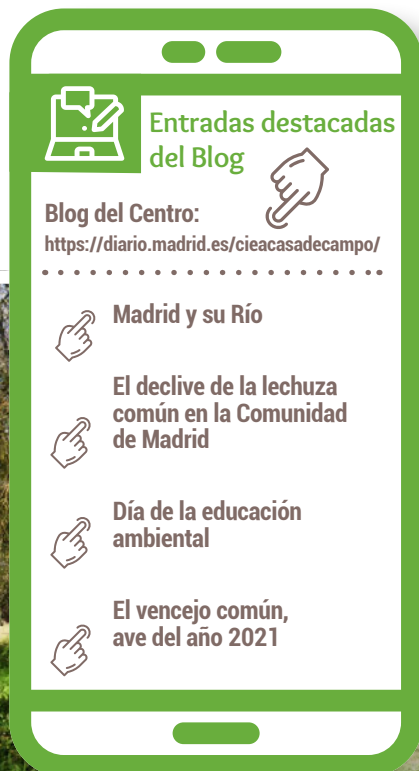 Entradas destacadas
del Blog
Blog del Centro:
https://diario.madrid.es/cieacasadecampo/
Madrid y su Río
El declive de la lechuza
común en la Comunidad
de Madrid
Día de la educación
ambiental
El vencejo común,
ave del año 2021